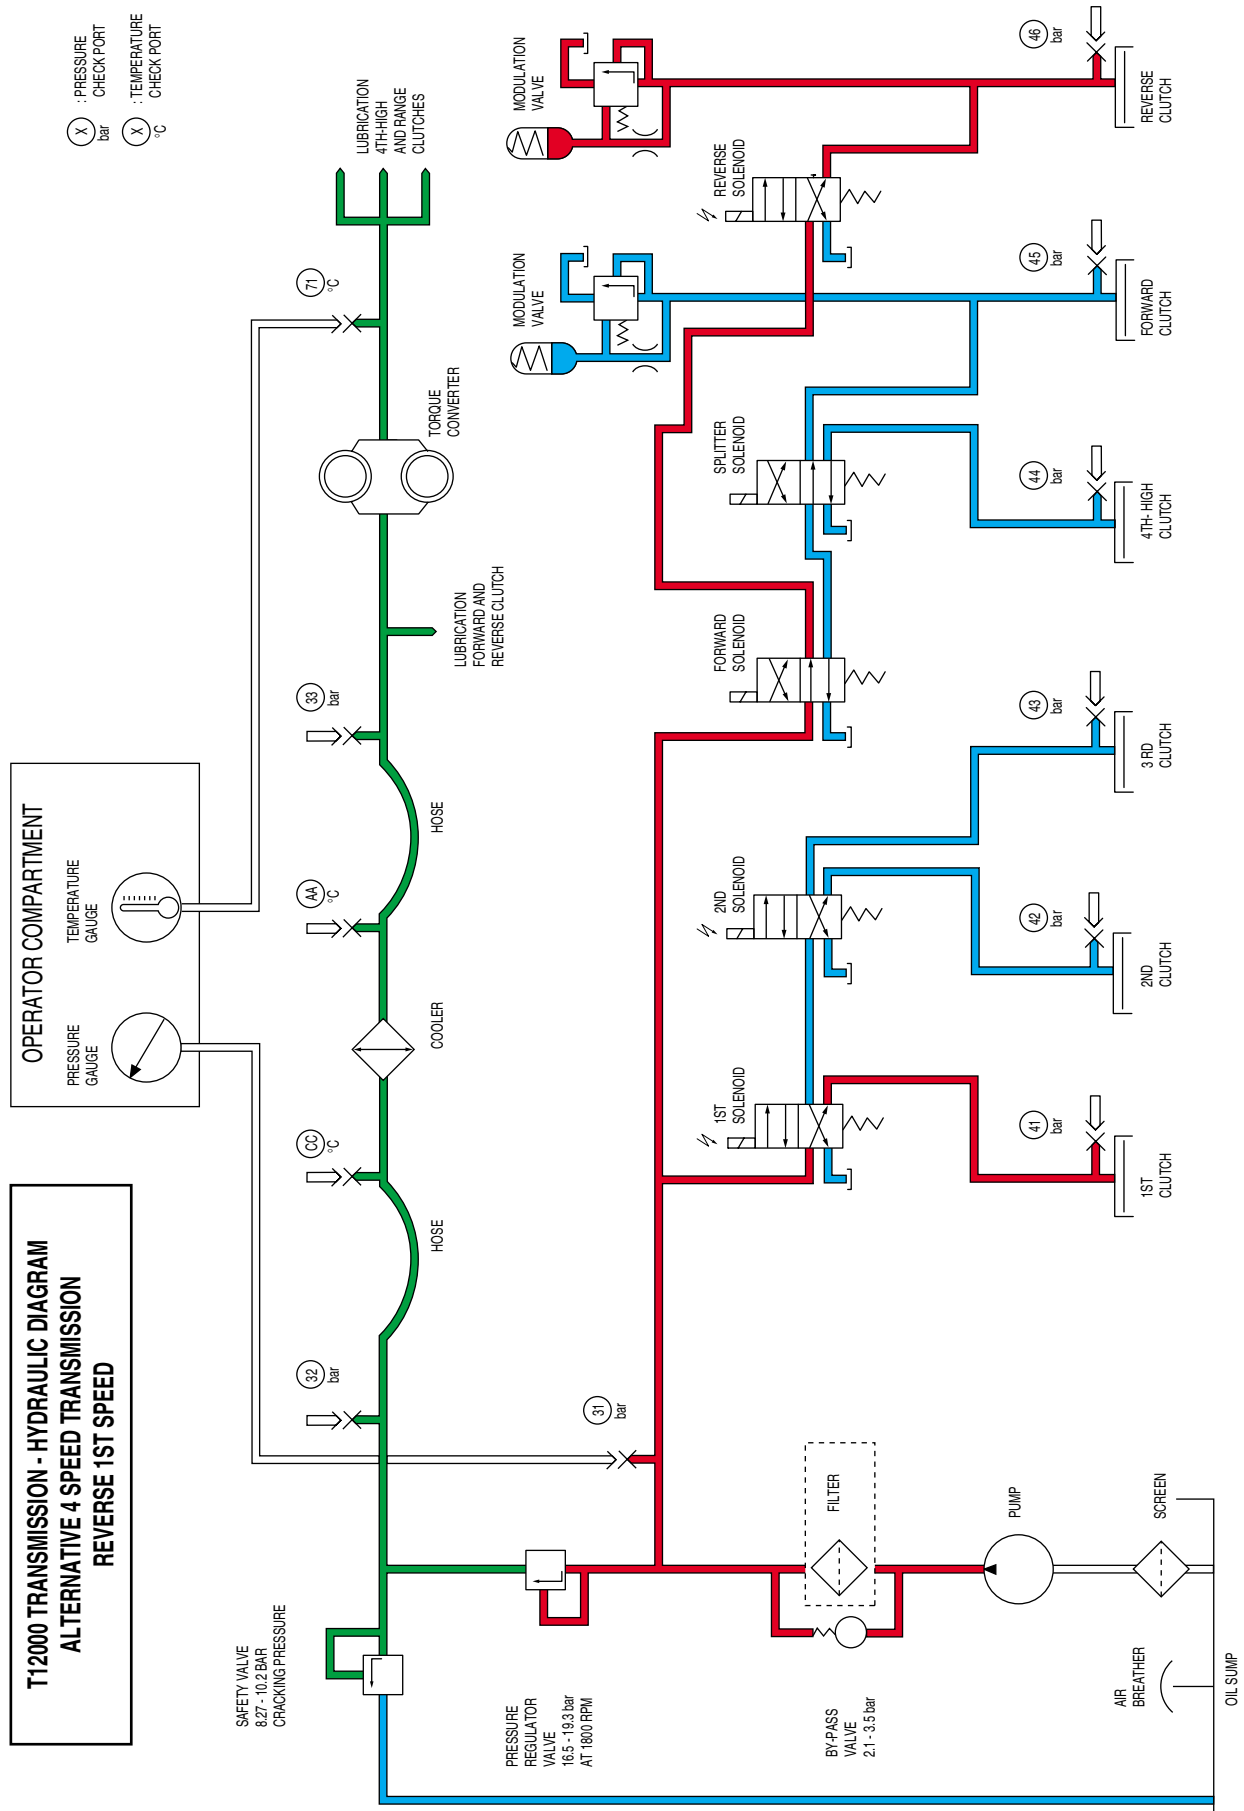 T12000 TRANSMISSION - HYDRAULIC DIAGRAM
ALTERNATIVE 4 SPEED TRANSMISSION
REVERSE 1ST SPEED
OPERATOR COMPARTMENT
PRESSURE
GAUGE
TEMPERATURE
GAUGE
X
bar
: PRESSURE
CHECK PORT
X
°C
: TEMPERATURE
CHECK PORT
SAFETY VALVE
8.27 - 10.2 BAR
CRACKING PRESSURE
32
bar
HOSE
CC
°C
COOLER
AA
°C
HOSE
33
bar
LUBRICATION
FORWARD AND
REVERSE CLUTCH
TORQUE
CONVERTER
71
°C
LUBRICATION
4TH-HIGH
AND RANGE
CLUTCHES
PRESSURE
REGULATOR
VALVE
16.5 - 19.3 bar
AT 1800 RPM
31
bar
MODULATION
VALVE
MODULATION
VALVE
1ST
SOLENOID
2ND
SOLENOID
FORWARD
SOLENOID
SPLITTER
SOLENOID
REVERSE
SOLENOID
BY-PASS
VALVE
2.1 - 3.5 bar
FILTER
PUMP
SCREEN
AIR
BREATHER
OIL SUMP
41
bar
42
bar
43
bar
44
bar
45
bar
46
bar
1ST
CLUTCH
2ND
CLUTCH
3 RD
CLUTCH
4TH- HIGH
CLUTCH
FORWARD
CLUTCH
REVERSE
CLUTCH